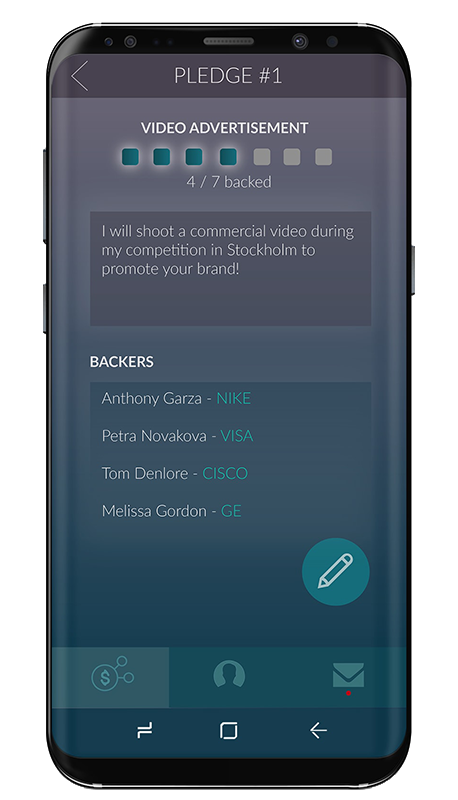 PLEDGE #1
VIDEO ADVERTISEMENT
4 / 7 backed
I will shoot a commercial video during
my competition in Stockholm to
promote your brand!
BACKERS
Anthony Garza - NIKE
Petra Novakova - VISA
Tom Denlore - CISCO
Melissa Gordon - GE
$